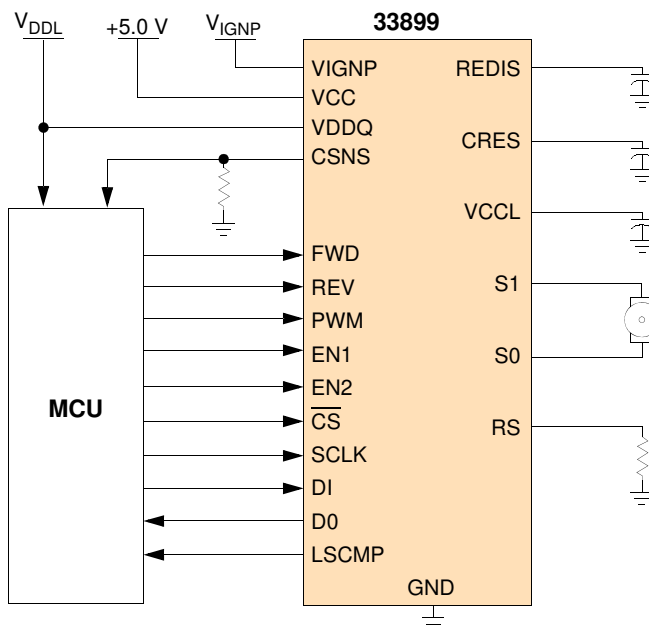 V_DDL
+5.0 V
V_IGNP
33899
VIGNP
REDIS
VCC
VDDQ
CRES
CSNS
VCCL
FWD
S1
REV
PWM
EN1
S0
EN2
MCU
CS
RS
SCLK
DI
D0
LSCMP
GND